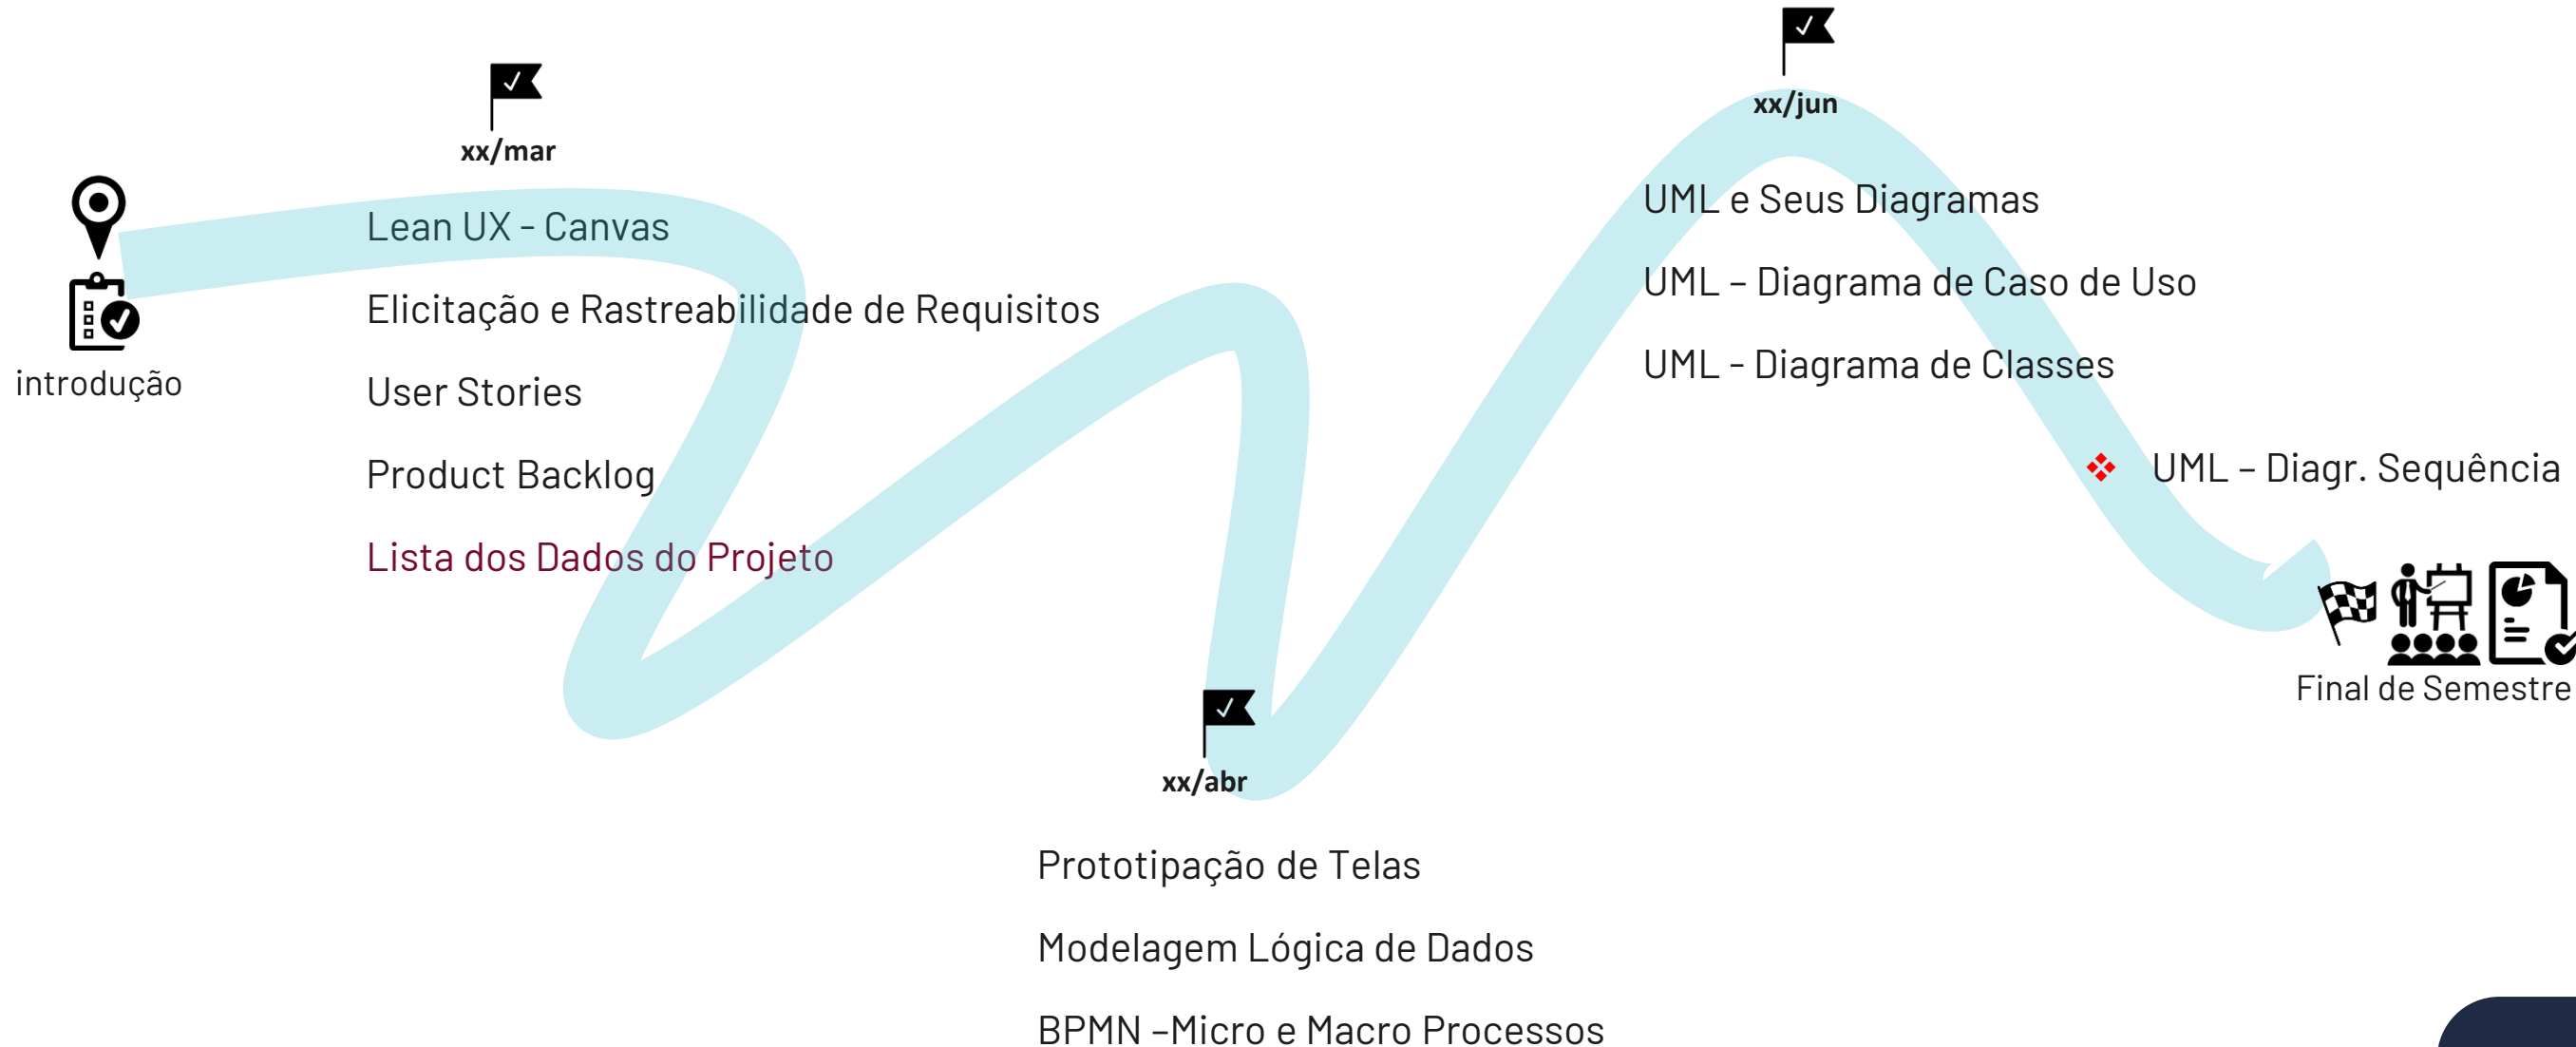 introdução
xx/mar
Lean UX - Canvas
Elicitação e Rastreabilidade de Requisitos
User Stories
Product Backlog
Lista dos Dados do Projeto
xx/abr
Prototipação de Telas
Modelagem Lógica de Dados
BPMN –Micro e Macro Processos
xx/jun
UML e Seus Diagramas
UML – Diagrama de Caso de Uso
UML - Diagrama de Classes
UML – Diagr. Sequência
Final de Semestre